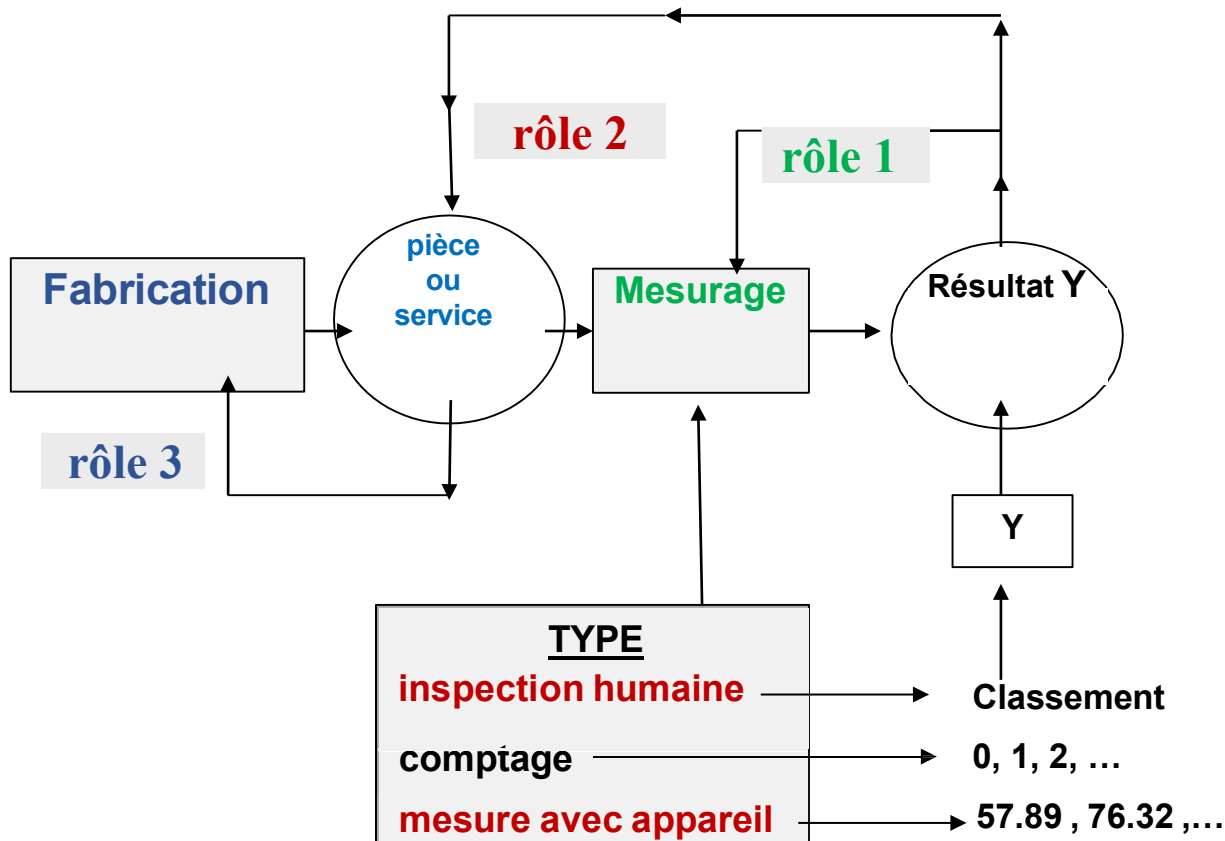 rôle 2
rôle 1
Fabrication
pièce
ou
service
Mesurage
Résultat Y
rôle 3
Y
TYPE
inspection humaine
Classement
comptage
0, 1, 2, …
mesure avec appareil
57.89 , 76.32 ,…